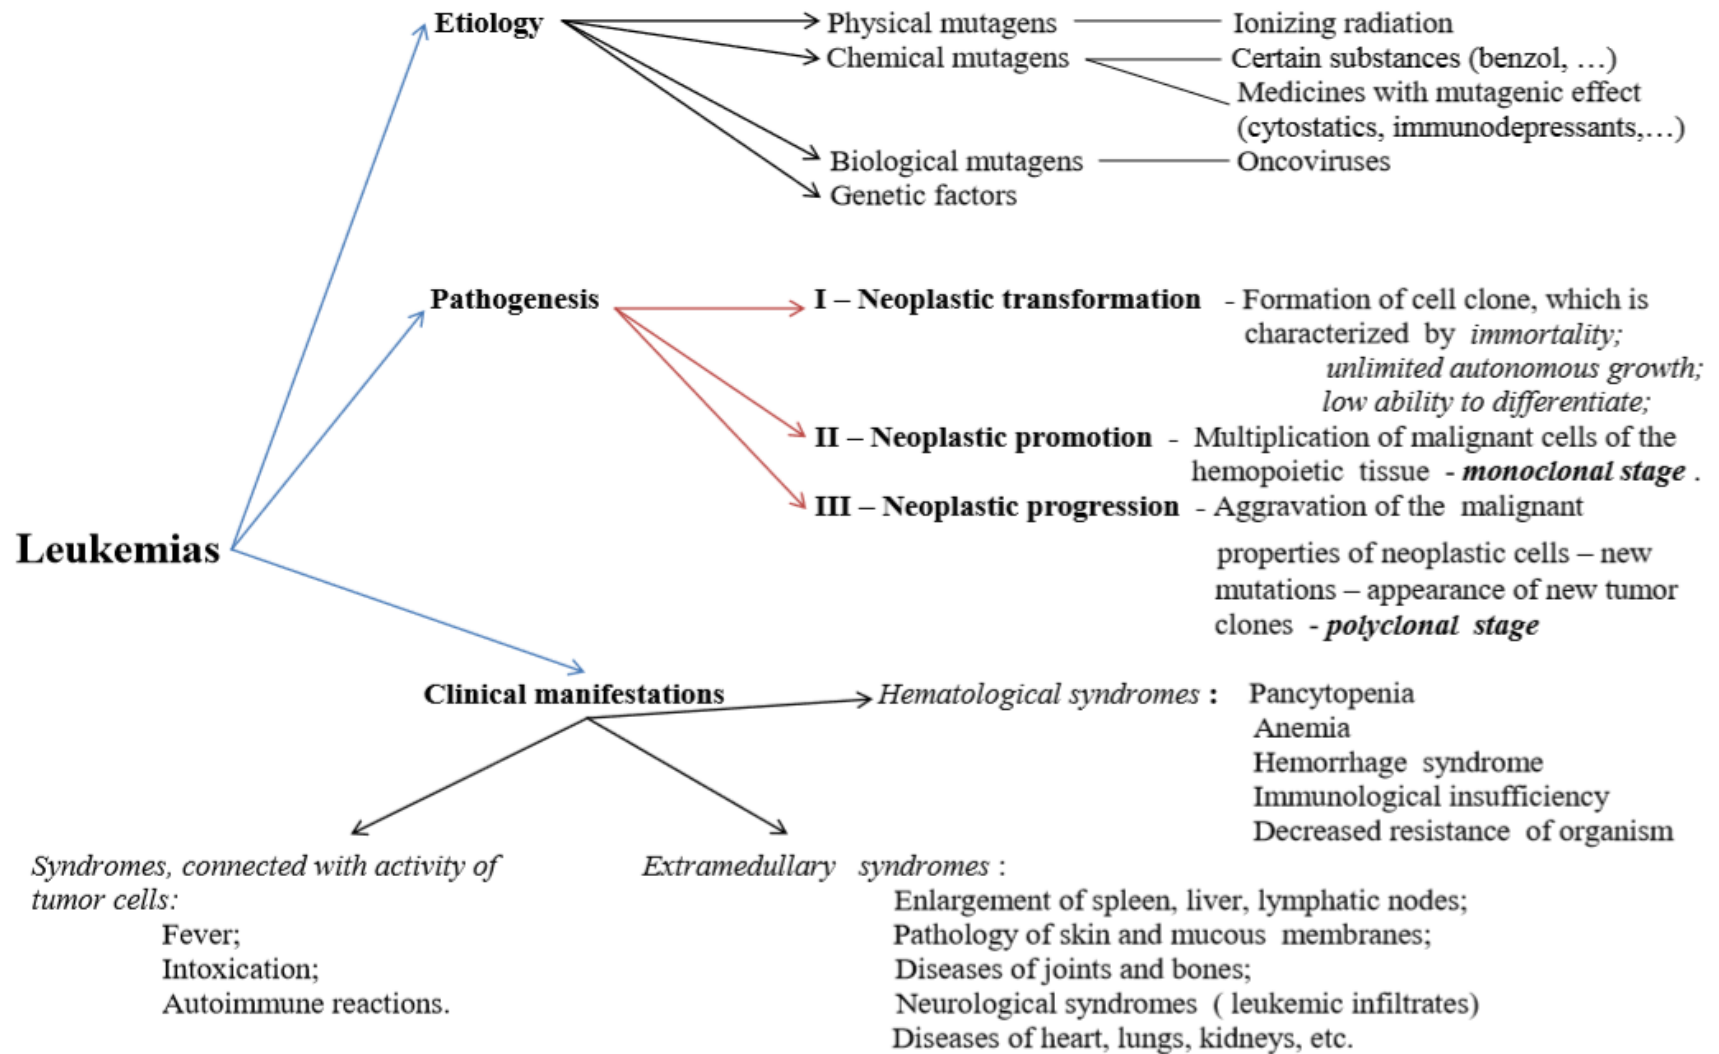 Etiology
Physical mutagens
Ionizing radiation
Chemical mutagens
Certain substances (benzol, …)
Medicines with mutagenic effect
(cytostatics, immunodepressants,…)
Biological mutagens
Oncoviruses
Genetic factors
Pathogenesis
I – Neoplastic transformation - Formation of cell clone, which is
characterized by immortality;
unlimited autonomous growth;
low ability to differentiate;
II – Neoplastic promotion - Multiplication of malignant cells of the
hemopoietic tissue - monoclonal stage .
III – Neoplastic progression - Aggravation of the malignant
properties of neoplastic cells – new
mutations – appearance of new tumor
clones - polyclonal stage
Leukemias
Clinical manifestations
Hematological syndromes : Pancytopenia
Anemia
Hemorrhage syndrome
Immunological insufficiency
Decreased resistance of organism
Syndromes, connected with activity of
tumor cells:
Fever;
Intoxication;
Autoimmune reactions.
Extramedullary syndromes :
Enlargement of spleen, liver, lymphatic nodes;
Pathology of skin and mucous membranes;
Diseases of joints and bones;
Neurological syndromes ( leukemic infiltrates)
Diseases of heart, lungs, kidneys, etc.